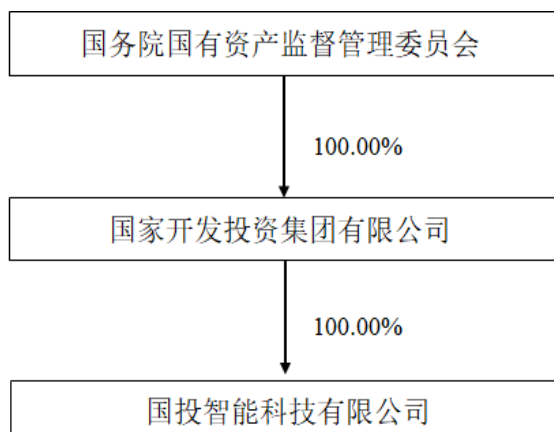 国务院国有资产监督管理委员会
100.00%
国家开发投资集团有限公司
100.00%
国投智能科技有限公司